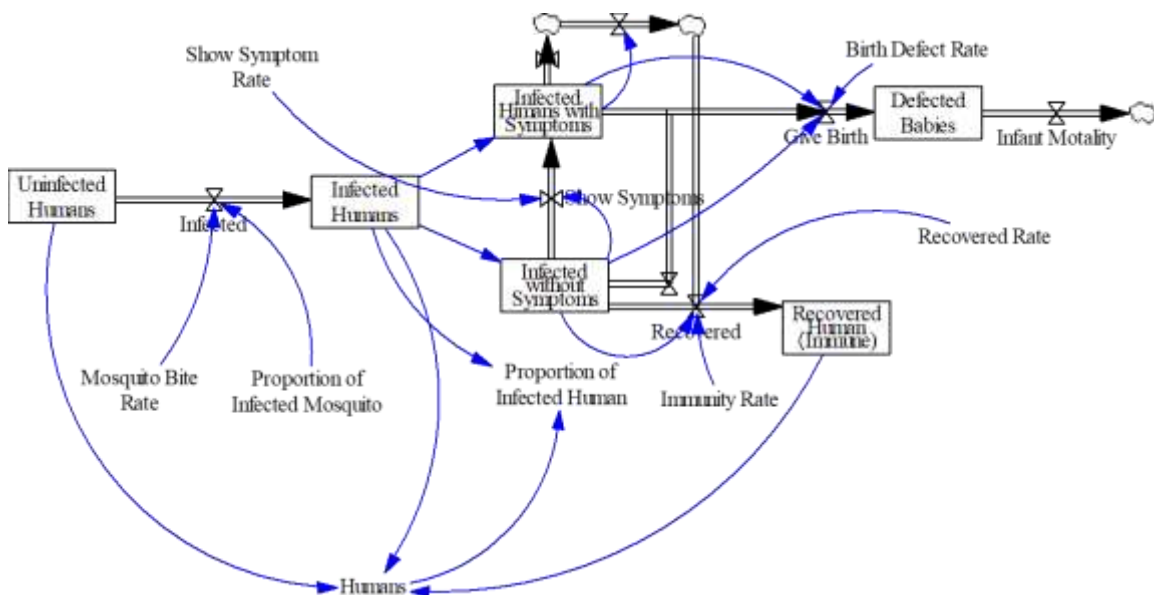 Show Symptom
Rate
Birth Defect Rate
Infected
Himans with
Symptoms
Defected
Babies
Give Birth
Infant Motality
Uninfected
Humans
Infected
Infected
Humans
Show Symptoms
Recovered Rate
Infected
without
Symptoms
Recovered
Recovered
Human
(Immune)
Mosquito Bite
Rate
Proportion of
Infected Mosquito
Proportion of
Infected Human
Immunity Rate
Humans